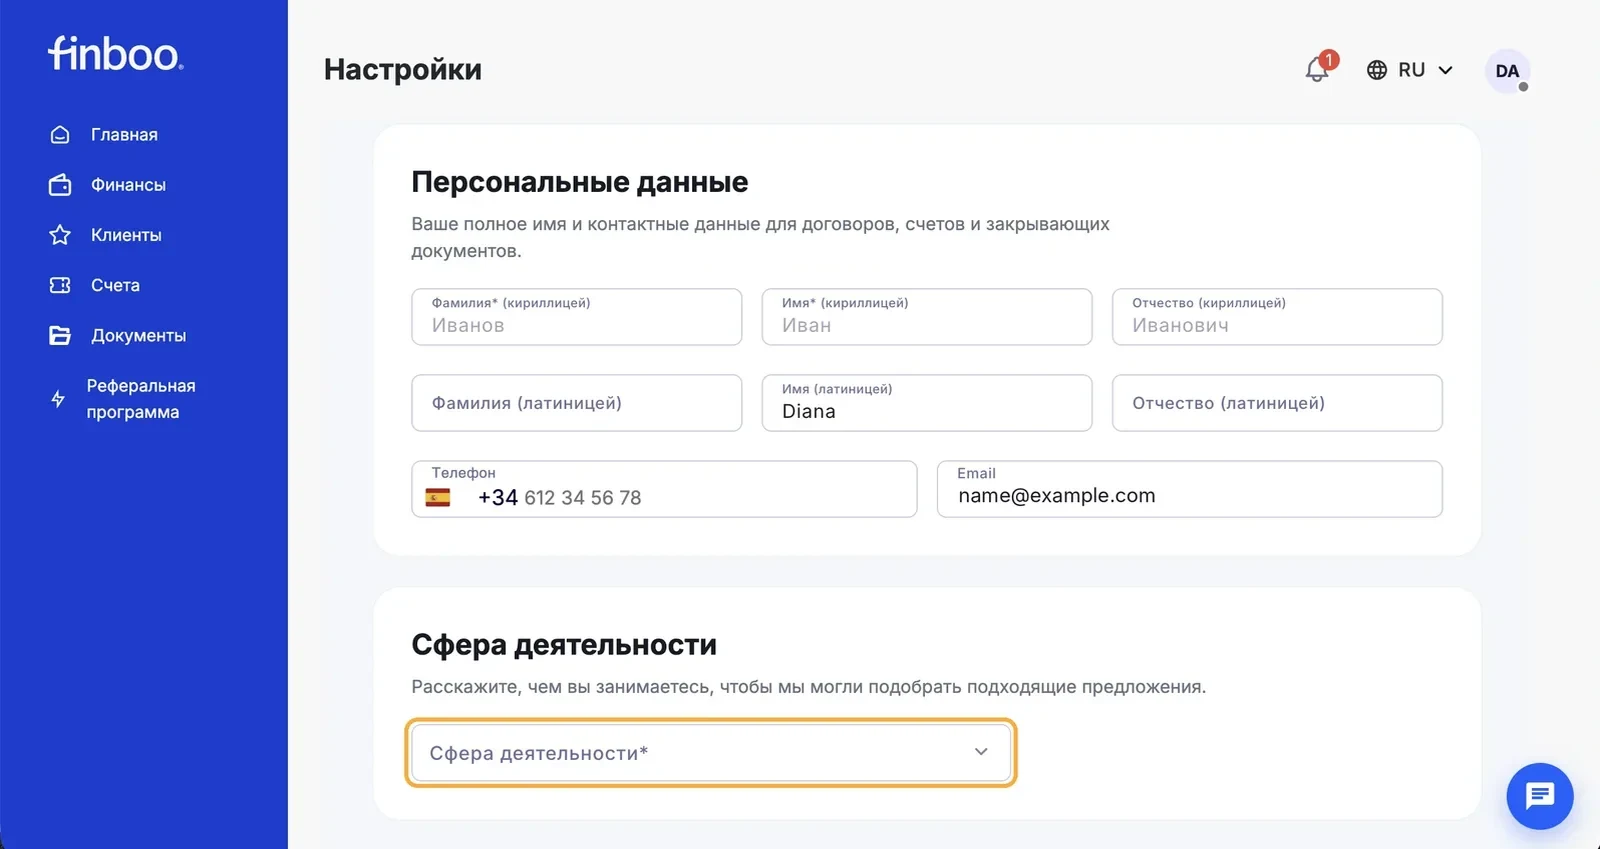 finboo.
Настройки
1
RU
DA
Главная
Финансы
Клиенты
Счета
Документы
Реферальная
программа
Персональные данные
Ваше полное имя и контактные данные для договоров, счетов и закрывающих
документов.
Фамилия* (кириллицей)
Иванов
Имя* (кириллицей)
Иван
Отчество (кириллицей)
Иванович
Фамилия (латиницей)
Имя (латиницей)
Diana
Отчество (латиницей)
Телефон
+34 612 34 56 78
Email
name@example.com
Сфера деятельности
Расскажите, чем вы занимаетесь, чтобы мы могли подобрать подходящие предложения.
Сфера деятельности*